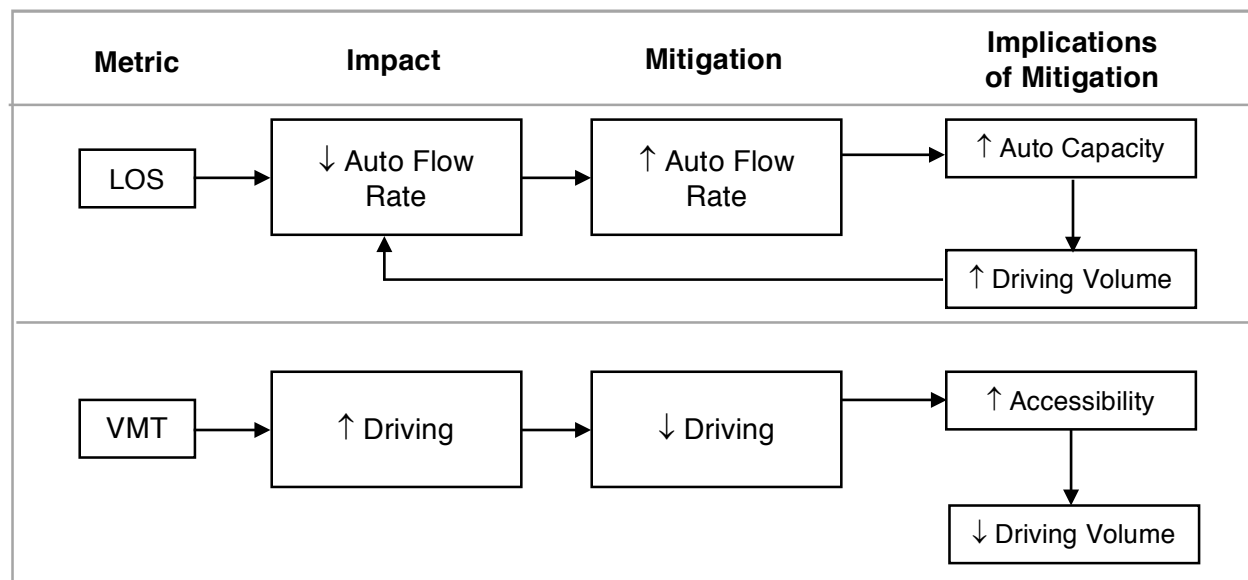 Metric
Impact
Mitigation
Implications
of Mitigation
LOS
↓ Auto Flow
Rate
↑ Auto Flow
Rate
↑ Auto Capacity
↑ Driving Volume
VMT
↑ Driving
↓ Driving
↑ Accessibility
↓ Driving Volume